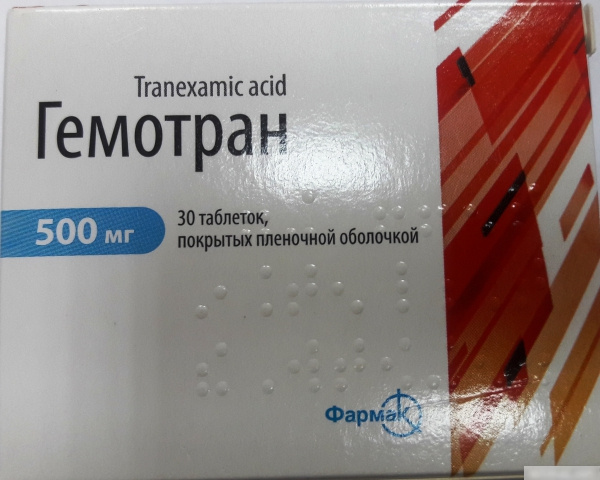 Tranexamic acid
Гемотран
500 мг
30 таблеток,
покрытых пленочной оболочкой
Фармак